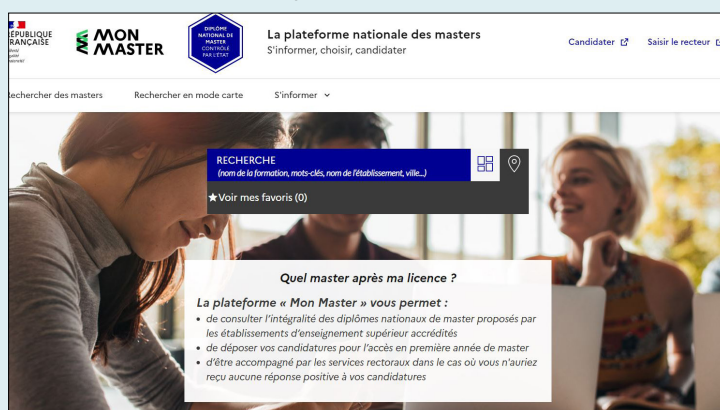 RÉPUBLIQUE
FRANÇAISE
MON
MASTER
DIPLÔME
NATIONAL DE
MASTER
CONTRÔLÉ
PAR L'ÉTAT
La plateforme nationale des masters
S'informer, choisir, candidater
Candidater
Saisir le recteur
Rechercher des masters
Rechercher en mode carte
S'informer
RECHERCHE
(nom de la formation, mots-clés, nom de l'établissement, ville...)
★Voir mes favoris (0)
Quel master après ma licence ?
La plateforme « Mon Master » vous permet :
• de consulter l'intégralité des diplômes nationaux de master proposés par
les établissements d'enseignement supérieur accrédités
• de déposer vos candidatures pour l'accès en première année de master
• d'être accompagné par les services rectoraux dans le cas où vous n'auriez
reçu aucune réponse positive à vos candidatures